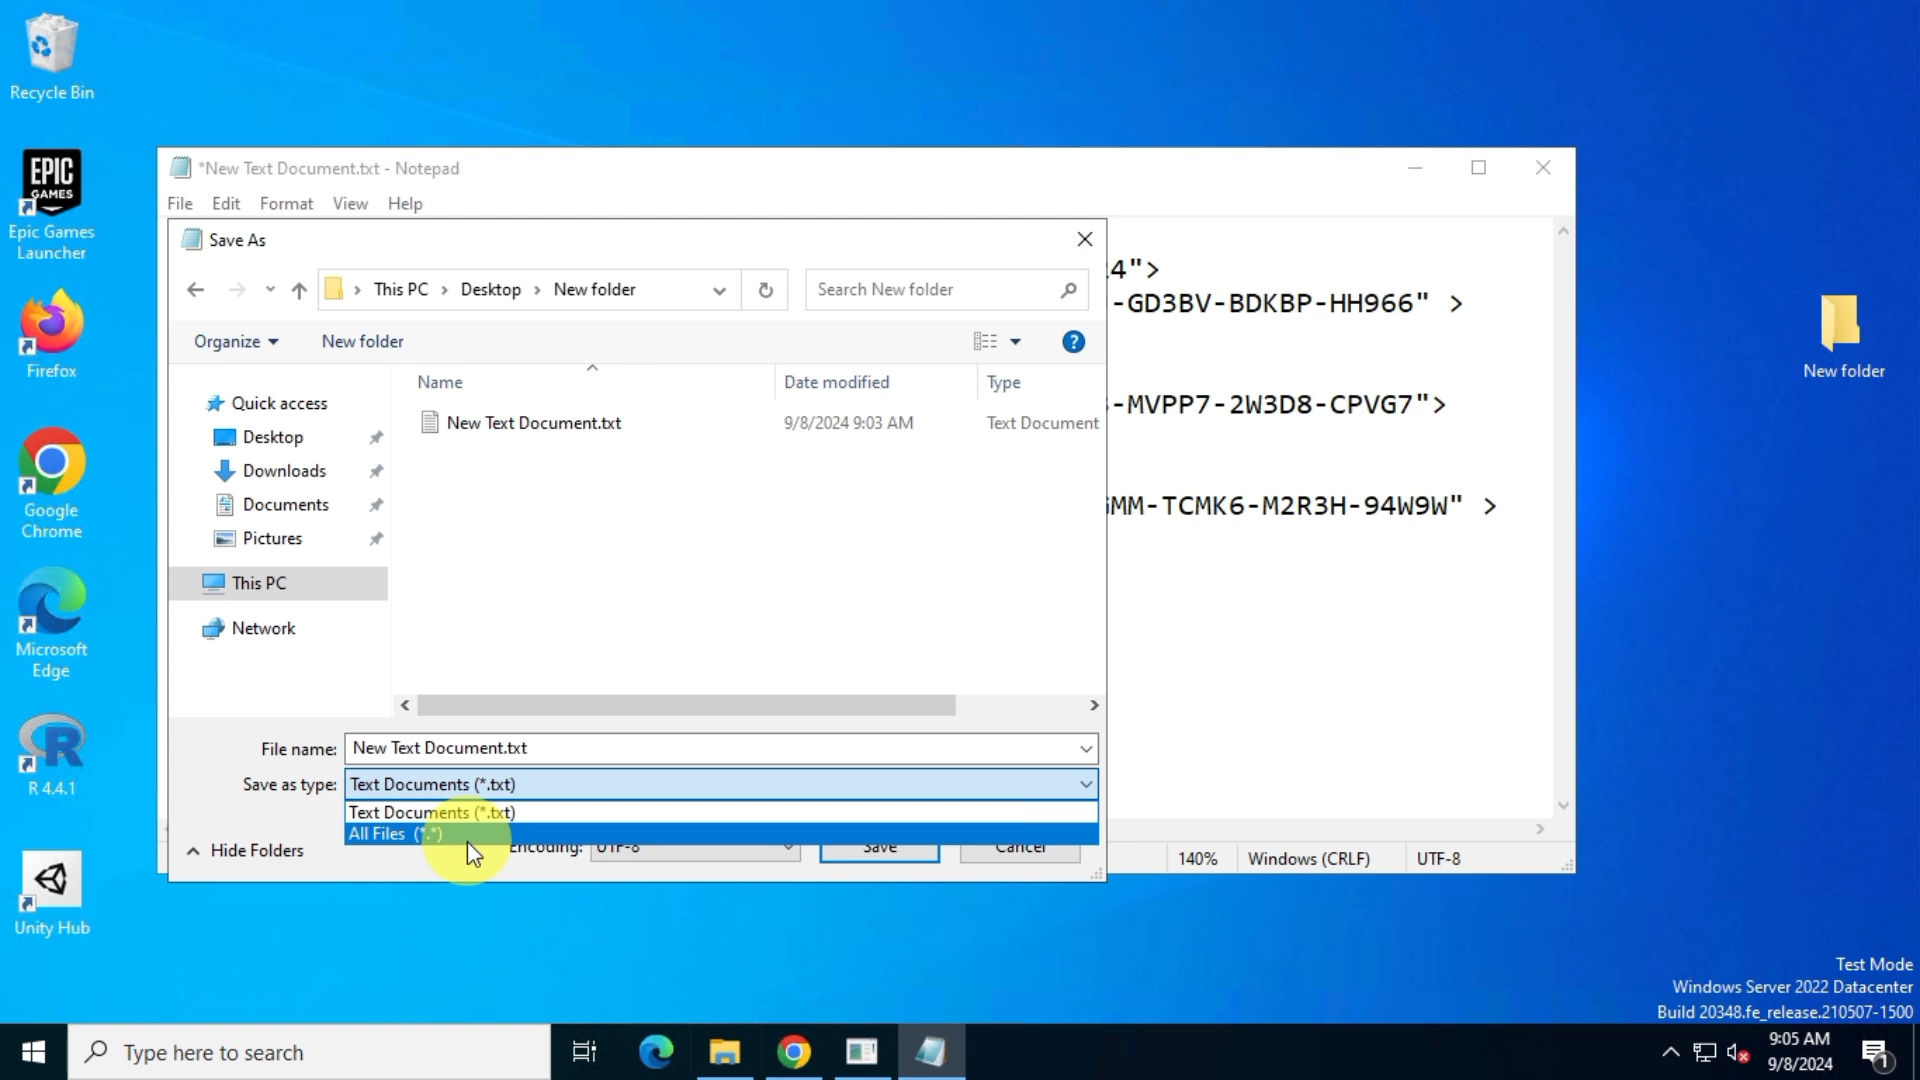 Recycle Bin
EPIC
GAMES
Epic Games
Launcher
Firefox
Google
Chrome
Microsoft
Edge
R
R 4.4.1
Unity Hub
*New Text Document.txt - Notepad
File Edit Format View Help
4">
-GD3BV-BDKBP-HH966" >
-MVPP7-2W3D8-CPVG7">
MM-TCMK6-M2R3H-94W9W" >
140% Windows (CRLF) UTF-8
Save As
This PC Desktop New folder
Search New folder
Organize New folder
Name Date modified Type
New Text Document.txt 9/8/2024 9:03 AM Text Document
Quick access
Desktop
Downloads
Documents
Pictures
This PC
Network
File name: New Text Document.txt
Save as type: Text Documents (*.txt)
Text Documents (*.txt)
All Files (*.*)
Hide Folders Encoding: UTF-8 Save Cancel
New folder
Test Mode
Windows Server 2022 Datacenter
Build 20348.fe_release.210507-1500
Type here to search
9:05 AM
9/8/2024
1